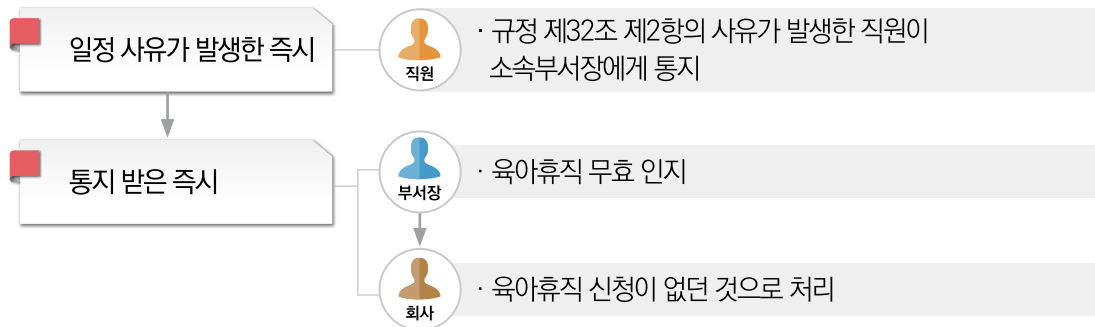 일정 사유가 발생한 즉시
직원
· 규정 제32조 제2항의 사유가 발생한 직원이
소속부서장에게 통지
통지 받은 즉시
부서장
· 육아휴직 무효 인지
회사
· 육아휴직 신청이 없던 것으로 처리